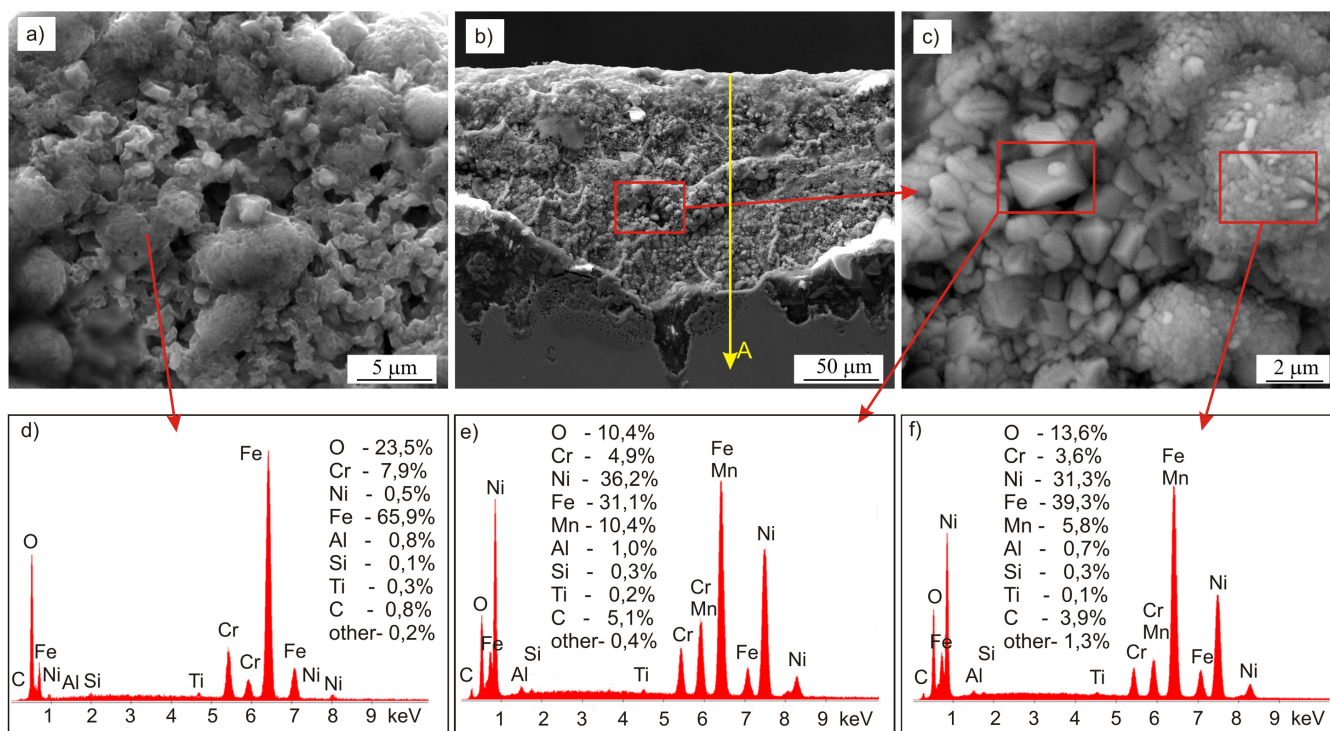 a)
5 µm
b)
A
50 µm
c)
2 µm
d)
O - 23,5%
Cr - 7,9%
Ni - 0,5%
Fe - 65,9%
Al - 0,8%
Si - 0,1%
Ti - 0,3%
C - 0,8%
other- 0,2%
Fe
O
Cr
Fe
Cr
Fe
C
Ni
Al
Si
Ti
Ni
Ni
1 2 3 4 5 6 7 8 9 keV
e)
O - 10,4%
Cr - 4,9%
Ni - 36,2%
Fe - 31,1%
Mn - 10,4%
Al - 1,0%
Si - 0,3%
Ti - 0,2%
C - 5,1%
other- 0,4%
Fe
Mn
Ni
Ni
O
Cr
Mn
Fe
Cr
Si
C
Al
Ti
Fe
Ni
1 2 3 4 5 6 7 8 9 keV
f)
O - 13,6%
Cr - 3,6%
Ni - 31,3%
Fe - 39,3%
Mn - 5,8%
Al - 0,7%
Si - 0,3%
Ti - 0,1%
C - 3,9%
other- 1,3%
Fe
Mn
Ni
Ni
O
Cr
Mn
Fe
Si
Cr
Fe
C
Al
Ti
Ni
1 2 3 4 5 6 7 8 9 keV